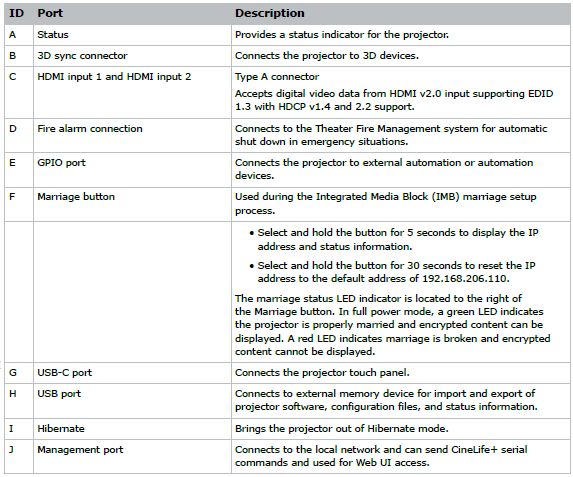 ID Port Description
A Status Provides a status indicator for the projector.
B 3D sync connector Connects the projector to 3D devices.
C HDMI input 1 and HDMI input 2 Type A connector
Accepts digital video data from HDMI v2.0 input supporting EDID
1.3 with HDCP v1.4 and 2.2 support.
D Fire alarm connection Connects to the Theater Fire Management system for automatic
shut down in emergency situations.
E GPIO port Connects the projector to external automation or automation
devices.
F Marriage button Used during the Integrated Media Block (IMB) marriage setup
process.
• Select and hold the button for 5 seconds to display the IP
address and status information.
• Select and hold the button for 30 seconds to reset the IP
address to the default address of 192.168.206.110.
The marriage status LED indicator is located to the right of
the Marriage button. In full power mode, a green LED indicates
the projector is properly married and encrypted content can be
displayed. A red LED indicates marriage is broken and encrypted
content cannot be displayed.
G USB-C port Connects the projector touch panel.
H USB port Connects to external memory device for import and export of
projector software, configuration files, and status information.
I Hibernate Brings the projector out of Hibernate mode.
J Management port Connects to the local network and can send CineLife+ serial
commands and used for Web UI access.